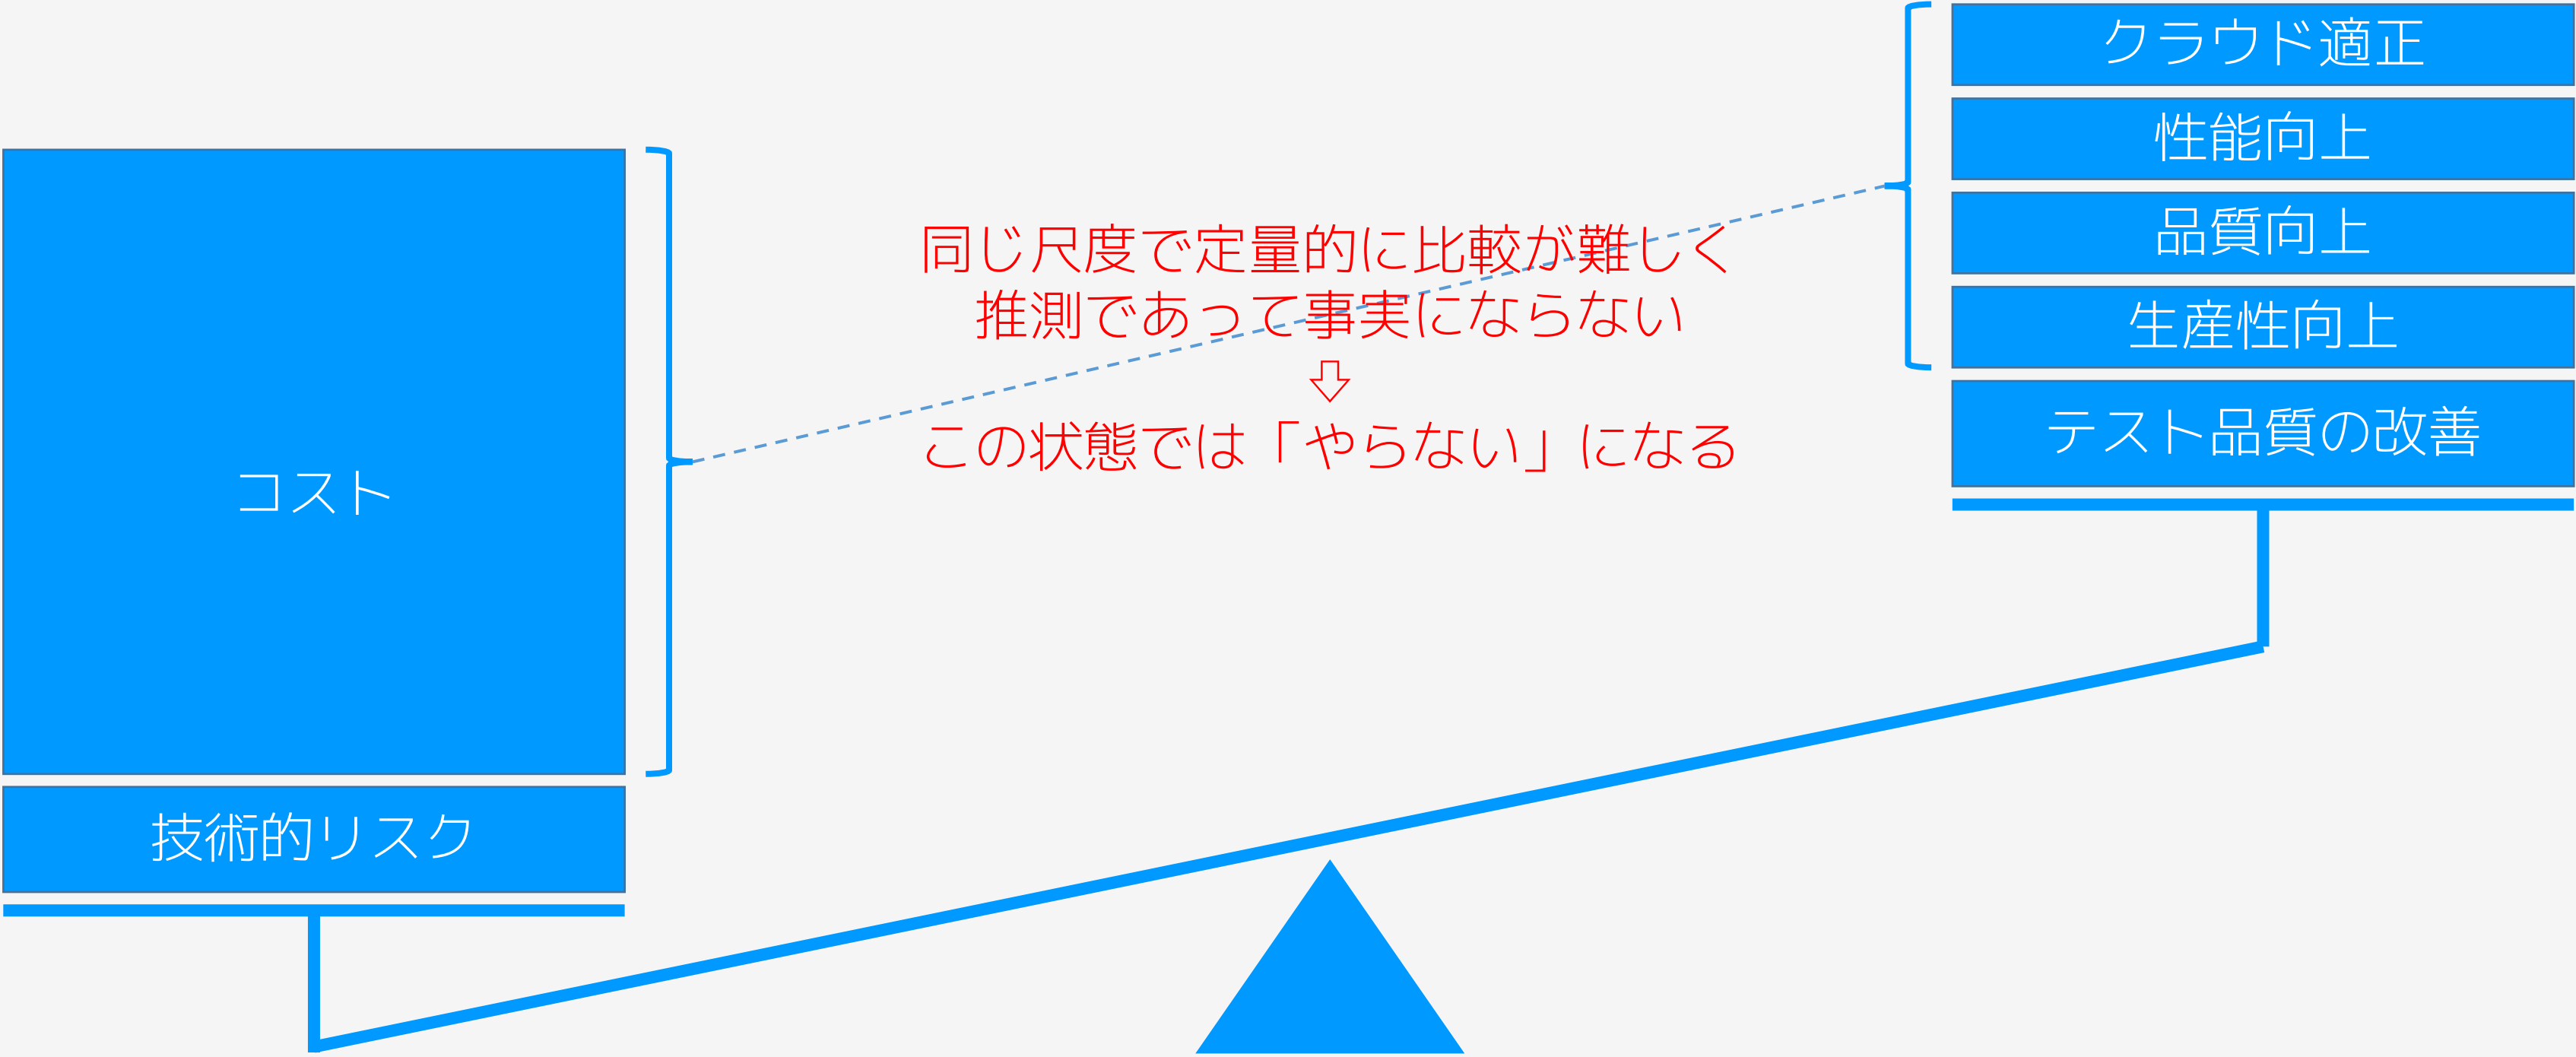 コスト
技術的リスク
同じ尺度で定量的に比較が難しく
推測であって事実にならない
この状態では「やらない」になる
クラウド適正
性能向上
品質向上
生産性向上
テスト品質の改善